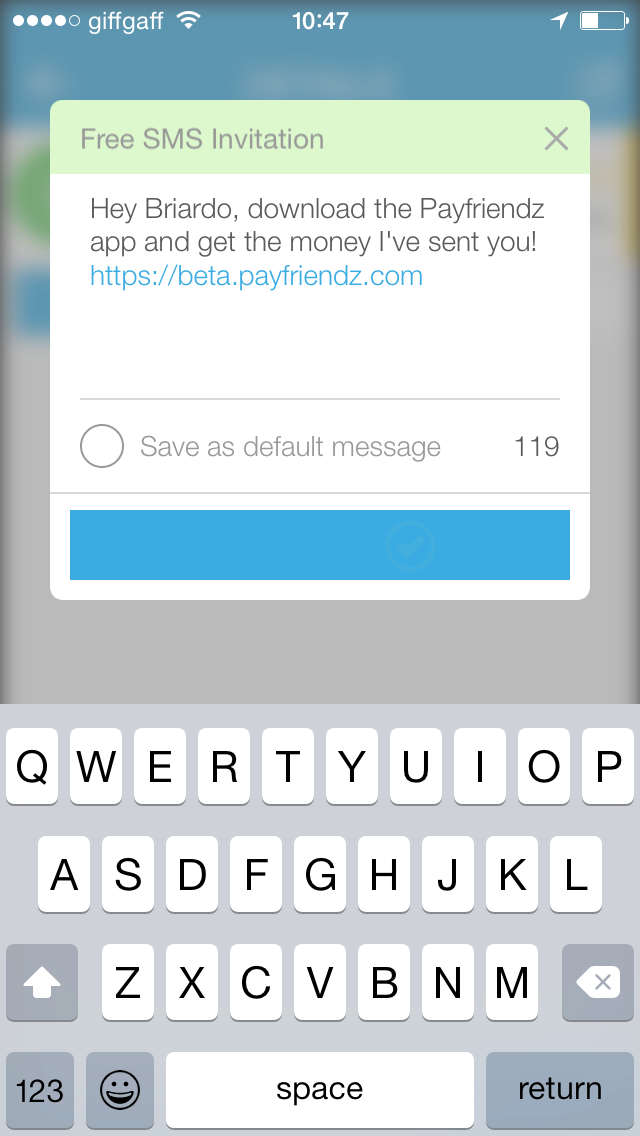 giffgaff 10:47
Free SMS Invitation
Hey Briardo, download the Payfriendz
app and get the money I've sent you!
https://beta.payfriendz.com
Save as default message 119
Q W E R T Y U I O P
A S D F G H J K L
Z X C V B N M
123 space return